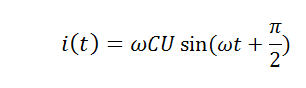 i(t) = ωCU sin(ωt + π/2)